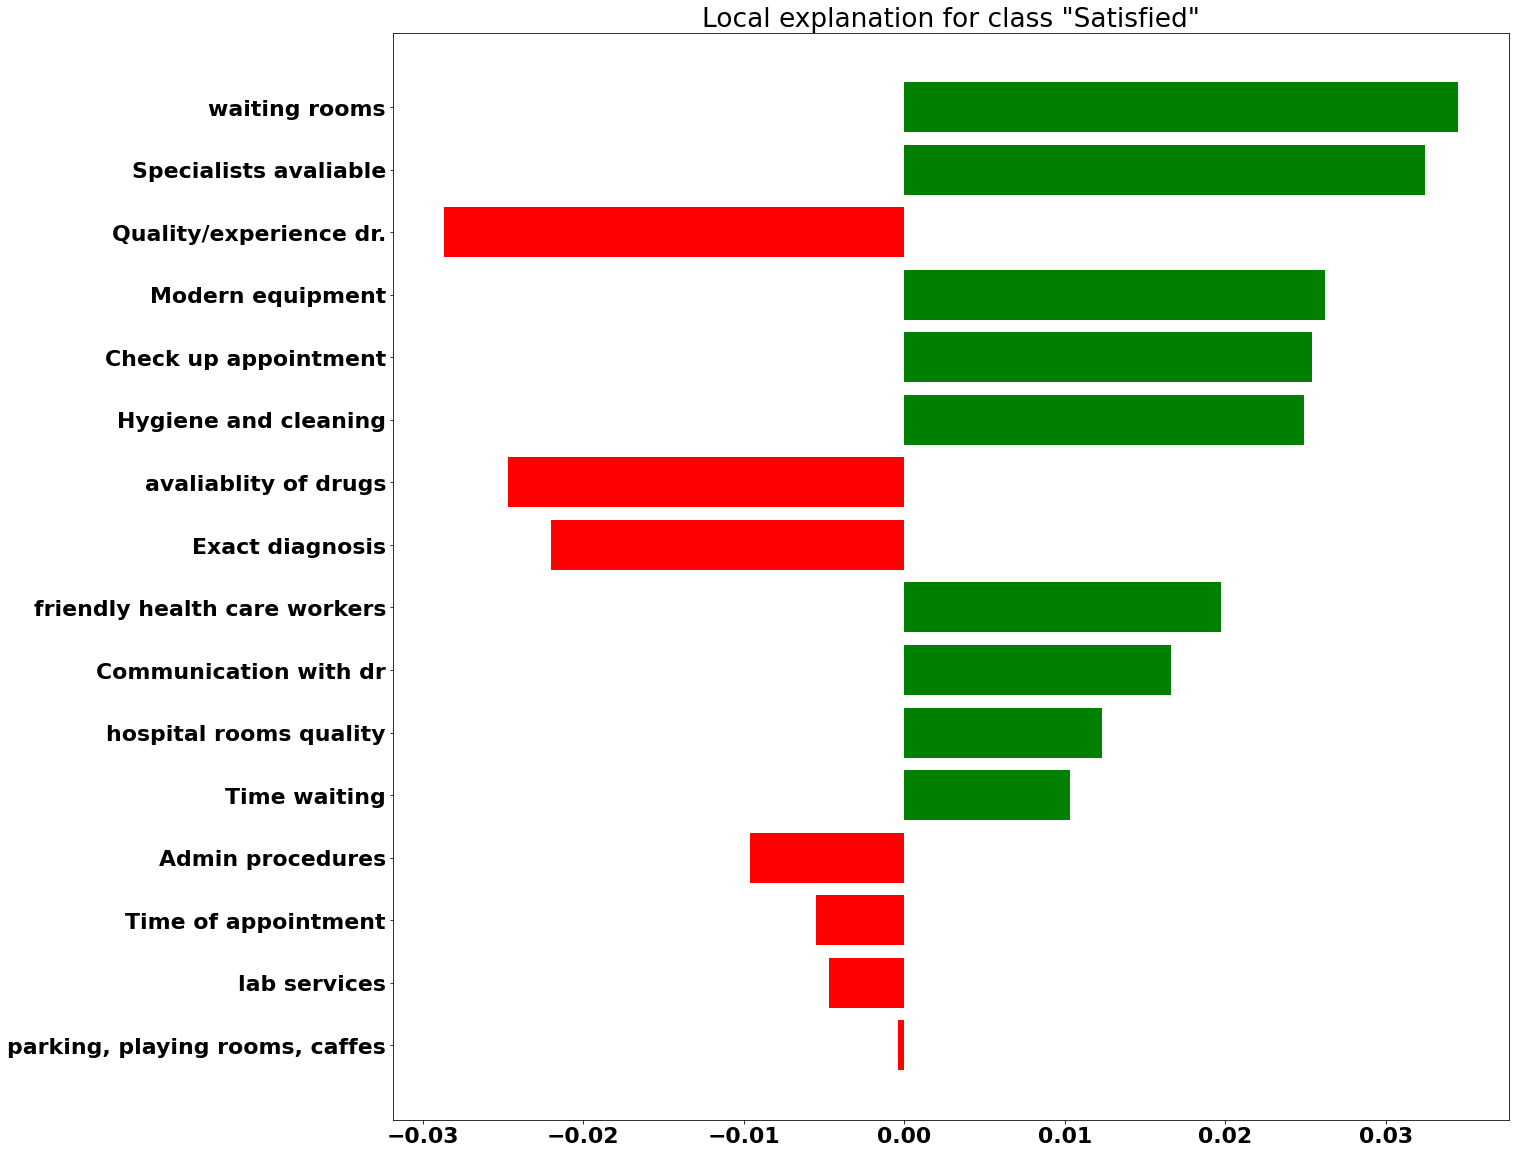 Local explanation for class "Satisfied"
waiting rooms
Specialists avaliable
Quality/experience dr.
Modern equipment
Check up appointment
Hygiene and cleaning
avaliablity of drugs
Exact diagnosis
friendly health care workers
Communication with dr
hospital rooms quality
Time waiting
Admin procedures
Time of appointment
lab services
parking, playing rooms, caffes
−0.03 −0.02 −0.01 0.00 0.01 0.02 0.03